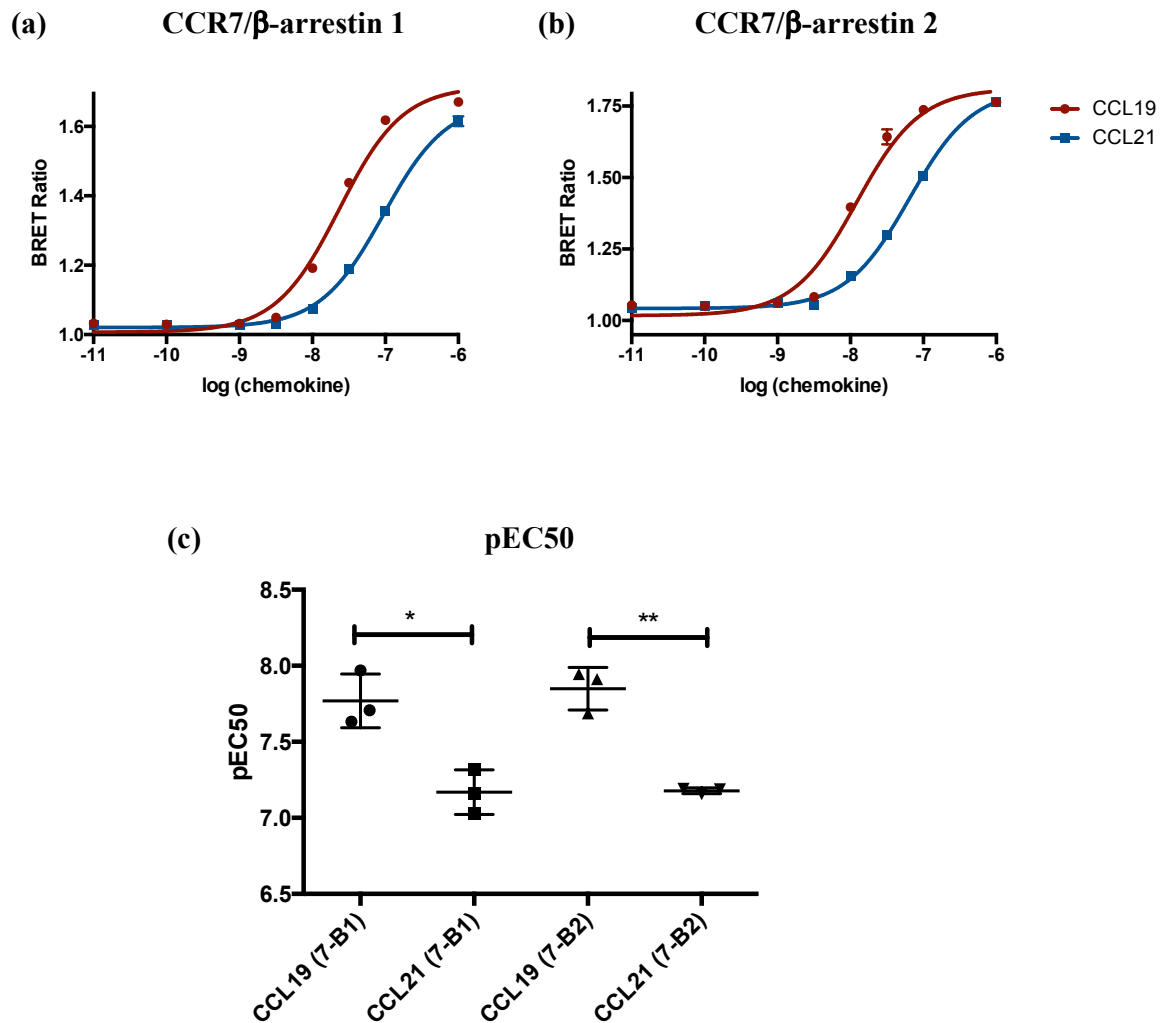 (a) CCR7/β-arrestin 1
(b) CCR7/β-arrestin 2
BRET Ratio
1.6
1.4
1.2
1.0
-11 -10 -9 -8 -7 -6
log (chemokine)
BRET Ratio
1.75
1.50
1.25
1.00
-11 -10 -9 -8 -7 -6
log (chemokine)
CCL19
CCL21
(c) pEC50
pEC50
8.5
8.0
7.5
7.0
6.5
*
**
CCL19 (7-B1)
CCL21 (7-B1)
CCL19 (7-B2)
CCL21 (7-B2)